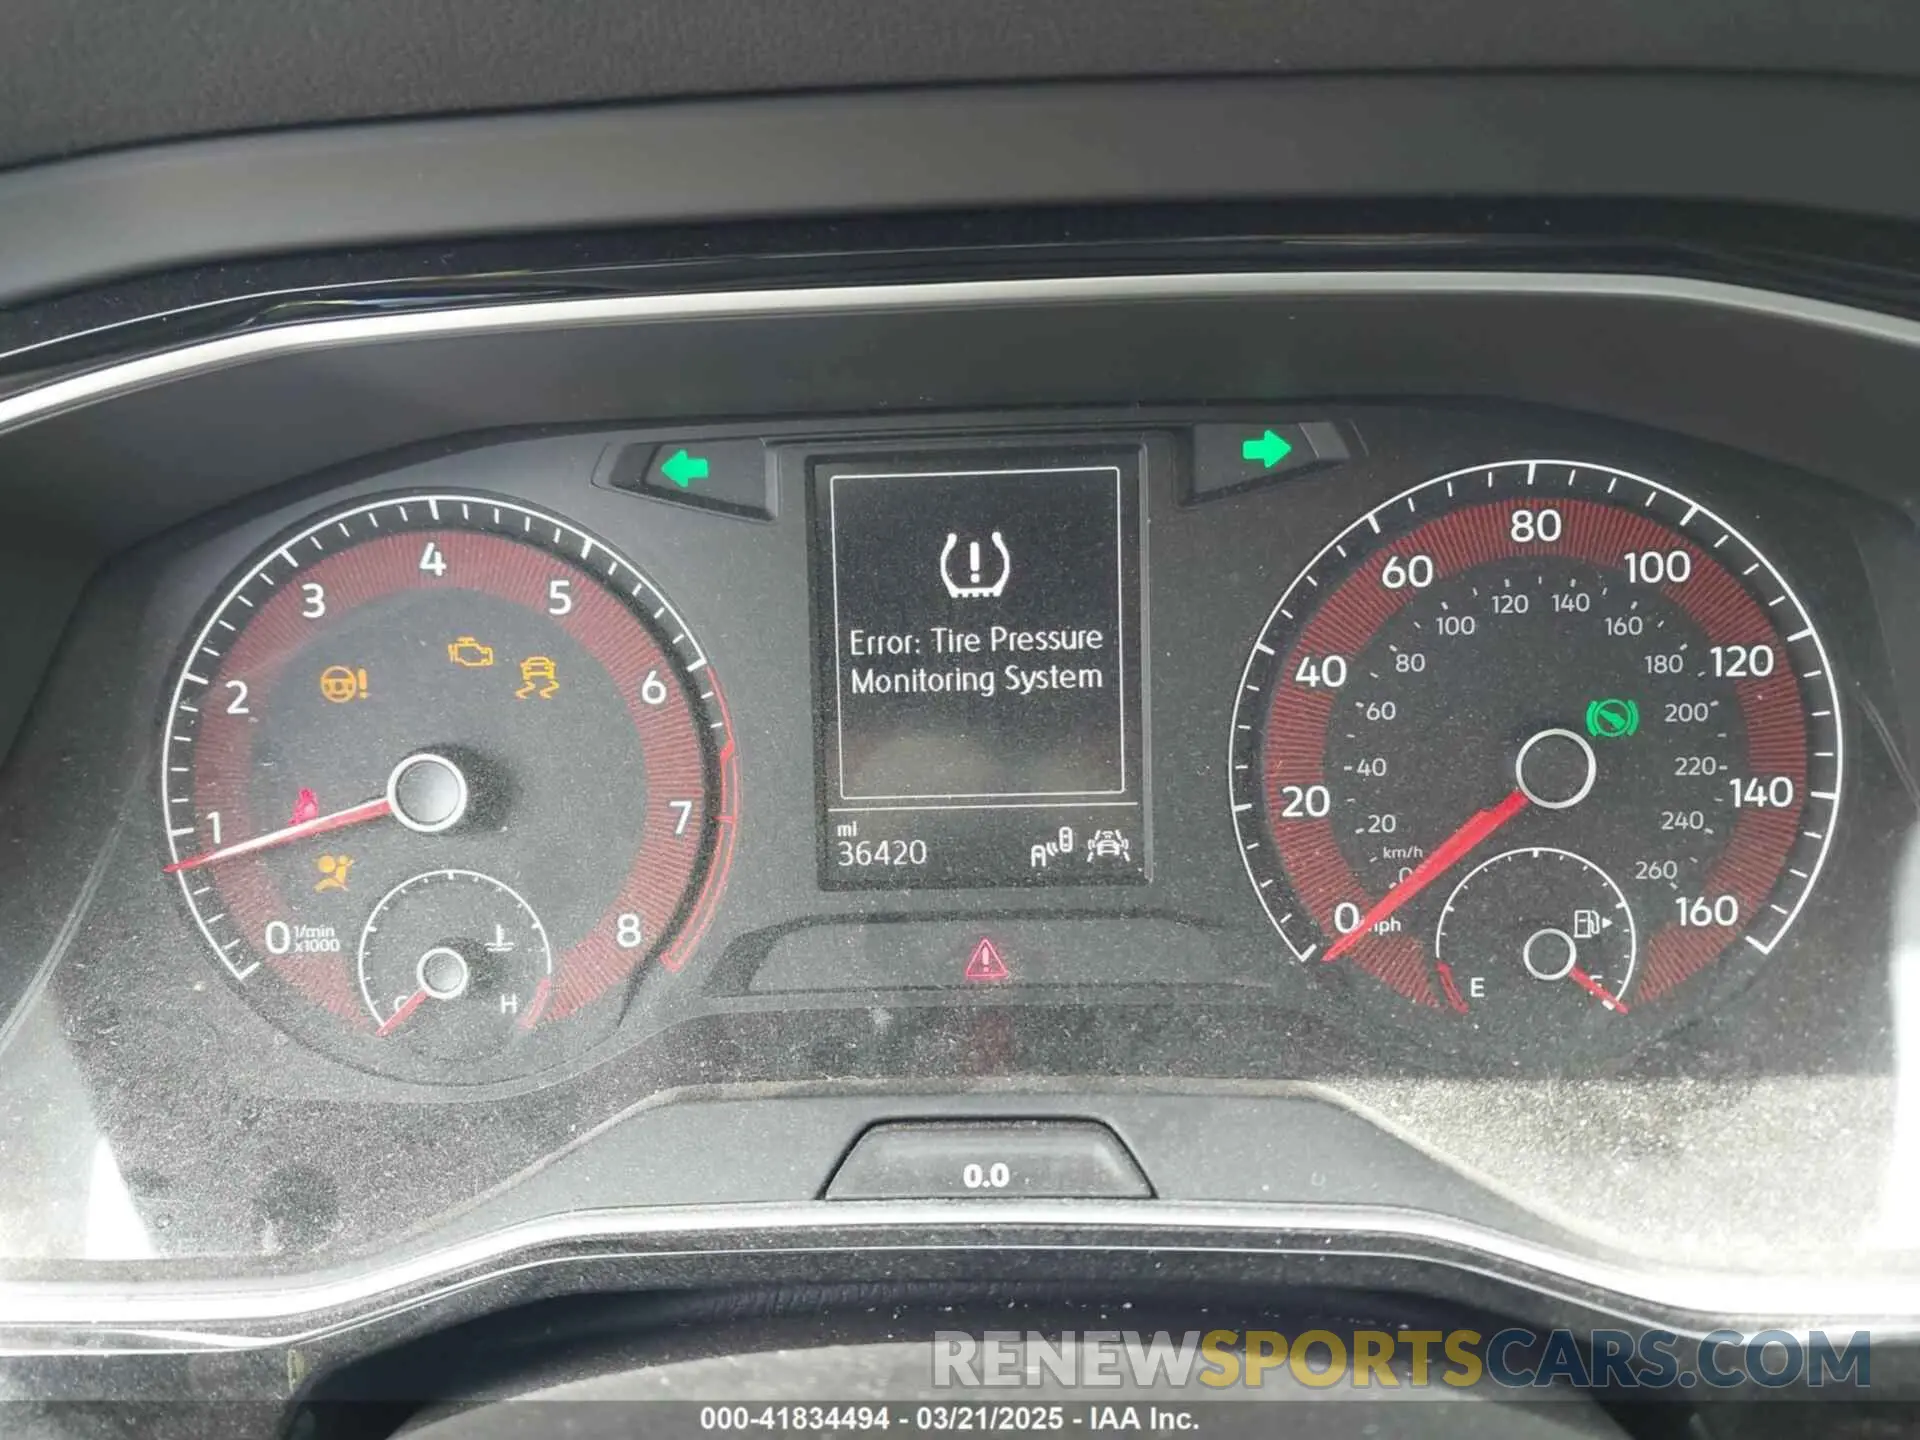 Error: Tire Pressure
Monitoring System
mi
36420
A
0 1 2 3 4 5 6 7 8
1/min
x1000
C H
0 20 40 60 80 100 120 140 160
mph
0 20 40 60 80 100 120 140 160 180 200 220 240 260
km/h
E F
0.0
RENEWSPORTSCARS.COM
000-41834494 - 03/21/2025 - IAA Inc.